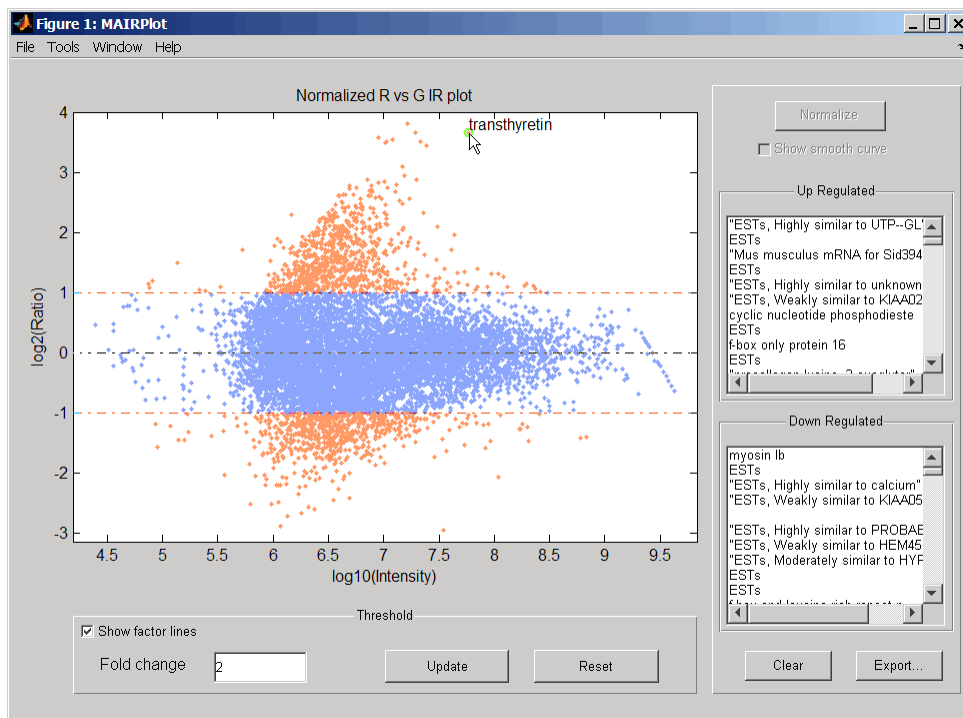 Figure 1: MAIRPlot
File Tools Window Help
Normalized R vs G IR plot
transthyretin
4
3
2
1
0
-1
-2
-3
log2(Ratio)
4.5 5 5.5 6 6.5 7 7.5 8 8.5 9 9.5
log10(Intensity)
Normalize
Show smooth curve
Up Regulated
"ESTs, Highly similar to UTP--GL
ESTs
"Mus musculus mRNA for Sid394
ESTs
"ESTs, Highly similar to unknown
"ESTs, Weakly similar to KIAA02
cyclic nucleotide phosphodieste
ESTs
f-box only protein 16
ESTs
Down Regulated
myosin Ib
ESTs
"ESTs, Highly similar to calcium"
"ESTs, Weakly similar to KIAA05
"ESTs, Highly similar to PROBAE
"ESTs, Weakly similar to HEM45
"ESTs, Moderately similar to HYF
ESTs
ESTs
Threshold
Show factor lines
Fold change 2 Update Reset
Clear Export...